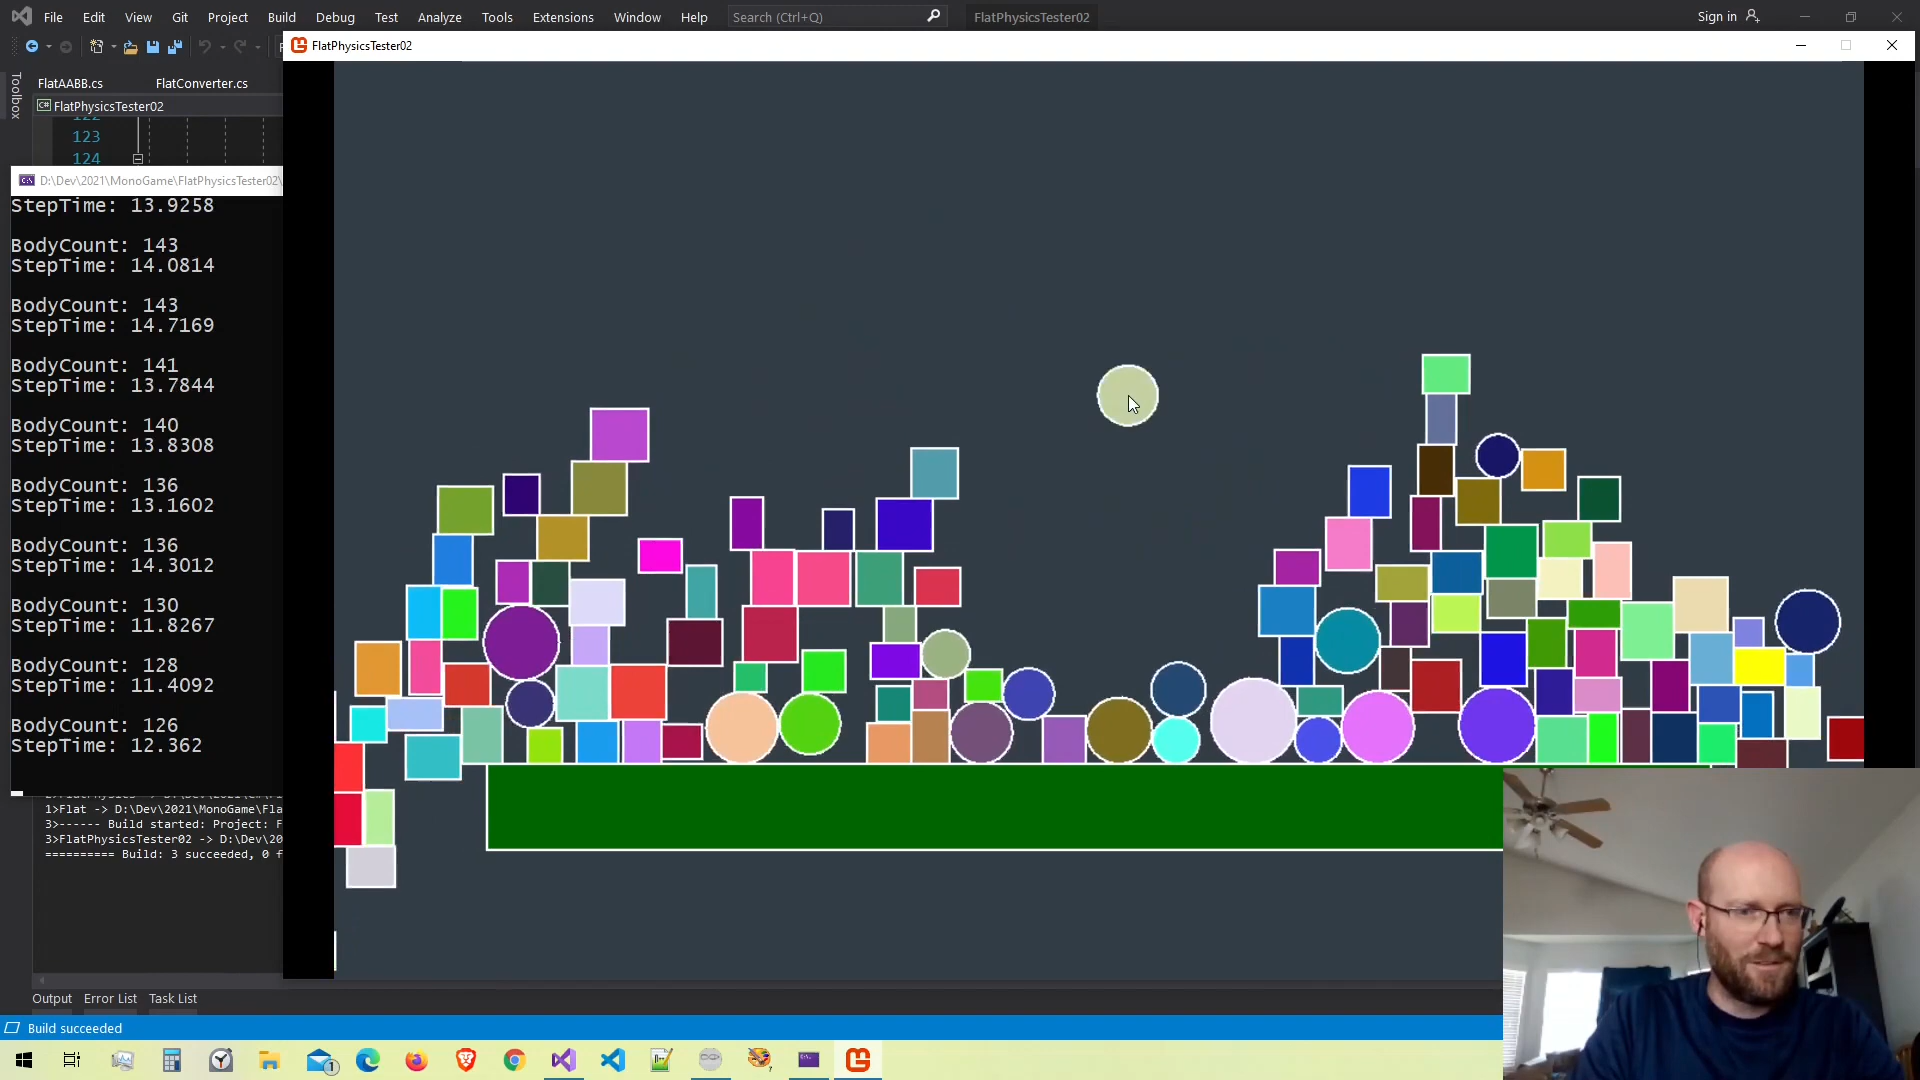 File Edit View Git Project Build Debug Test Analyze Tools Extensions Window Help Search (Ctrl+Q) FlatPhysicsTester02 Sign in
FlatPhysicsTester02
Toolbox
FlatAABB.cs FlatConverter.cs
FlatPhysicsTester02
122
123
124
D:\Dev\2021\MonoGame\FlatPhysicsTester02\
StepTime: 13.9258
BodyCount: 143
StepTime: 14.0814
BodyCount: 143
StepTime: 14.7169
BodyCount: 141
StepTime: 13.7844
BodyCount: 140
StepTime: 13.8308
BodyCount: 136
StepTime: 13.1602
BodyCount: 136
StepTime: 14.3012
BodyCount: 130
StepTime: 11.8267
BodyCount: 128
StepTime: 11.4092
BodyCount: 126
StepTime: 12.362
1>Flat -> D:\Dev\2021\MonoGame\Fla
3>------ Build started: Project: F
3>FlatPhysicsTester02 -> D:\Dev\20
========== Build: 3 succeeded, 0 f
Output Error List Task List
Build succeeded